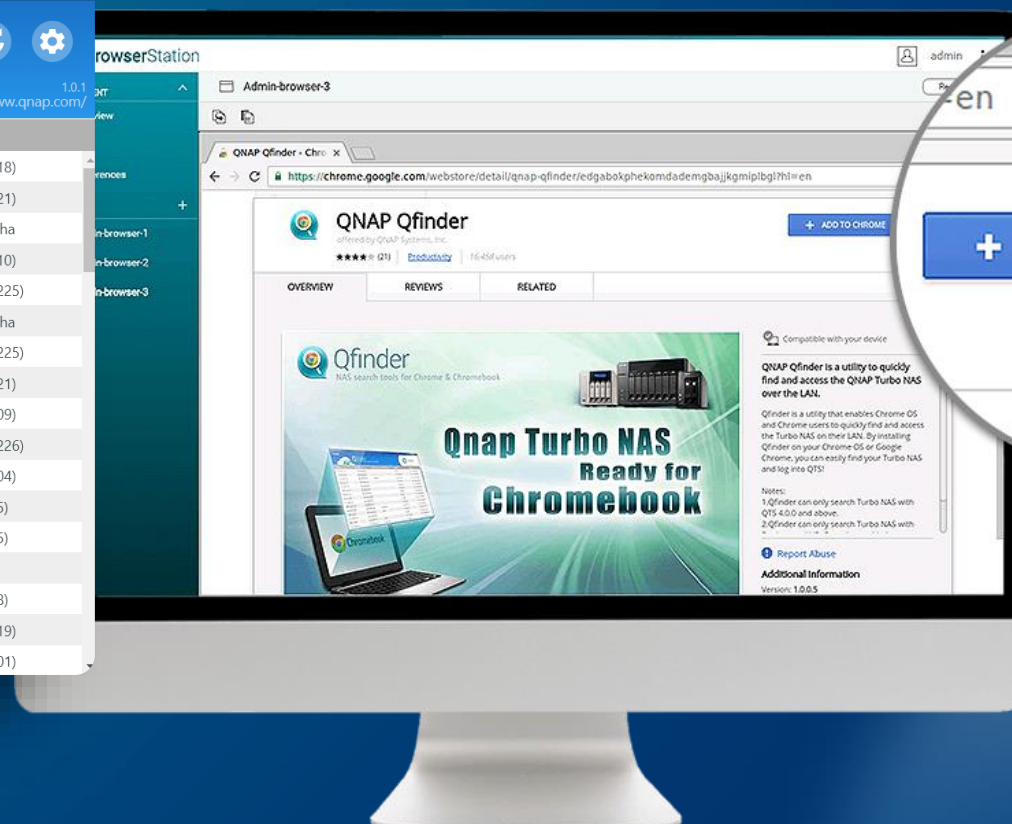 1.0.1
ww.qnap.com/
18)
21)
ha
10)
225)
ha
225)
21)
09)
226)
04)
5)
5)
8)
19)
01)
rowserStation
admin
view
rences
n-browser-1
n-browser-2
n-browser-3
Admin-browser-3
QNAP Qfinder - Chro x
https://chrome.google.com/webstore/detail/qnap-qfinder/edgabokphekomdademgbajjkgmiplbgl?hl=en
QNAP Qfinder
offered by QNAP Systems, Inc.
(21) Productivity
+ ADD TO CHROME
OVERVIEW REVIEWS RELATED
Qfinder
NAS search tools for Chrome & Chromebook
Qnap Turbo NAS
Ready for
Chromebook
Chromebook
Compatible with your device
QNAP Qfinder is a utility to quickly
find and access the QNAP Turbo NAS
over the LAN.
Qfinder is a utility that enables Chrome OS
and Chrome users to quickly find and access
the Turbo NAS on their LAN. By installing
Qfinder on your Chrome OS or Google
Chrome, you can easily find your Turbo NAS
and log into QTS!
Notes:
1.Qfinder can only search Turbo NAS with
QTS 4.0.0 and above.
2.Qfinder can only search Turbo NAS with
Report Abuse
Additional Information
Version: 1.0.0.5
=en
+